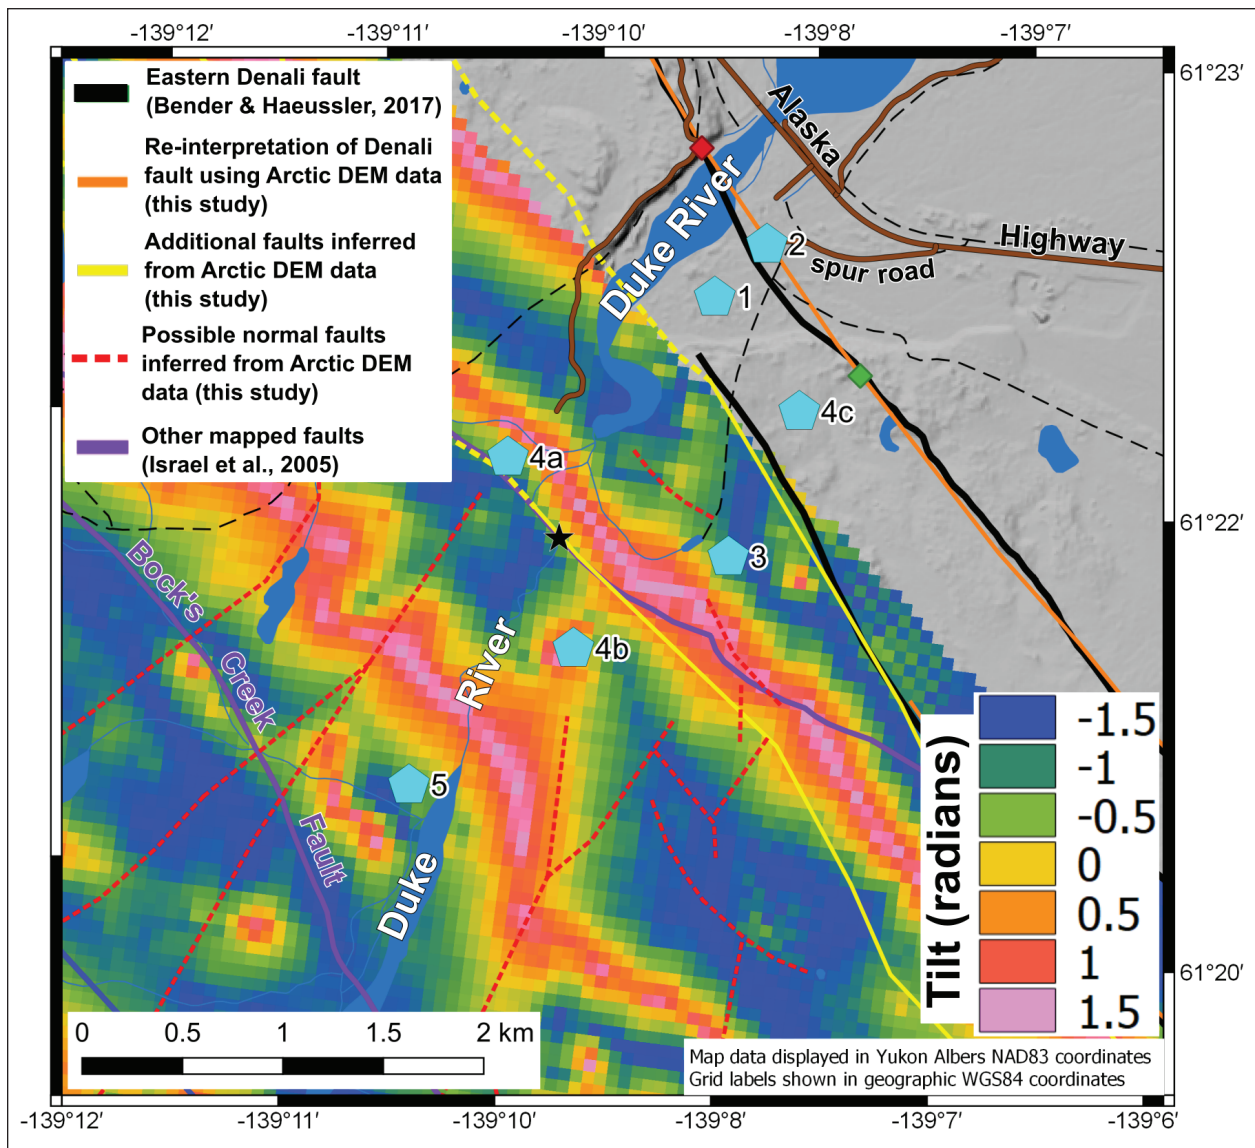 -139°12′
-139°11′
-139°10′
-139°8′
-139°7′
61°23′
Eastern Denali fault
(Bender & Haeussler, 2017)
Re-interpretation of Denali
fault using Arctic DEM data
(this study)
Additional faults inferred
from Arctic DEM data
(this study)
Possible normal faults
inferred from Arctic DEM
data (this study)
Other mapped faults
(Israel et al., 2005)
Alaska
Highway
Duke River
spur road
2
1
4c
4a
3
61°22′
4b
5
Bock's
Creek
Fault
River
Duke
Tilt (radians)
-1.5
-1
-0.5
0
0.5
1
1.5
61°20′
0 0.5 1 1.5 2 km
Map data displayed in Yukon Albers NAD83 coordinates
Grid labels shown in geographic WGS84 coordinates
-139°12′
-139°10′
-139°8′
-139°7′
-139°6′